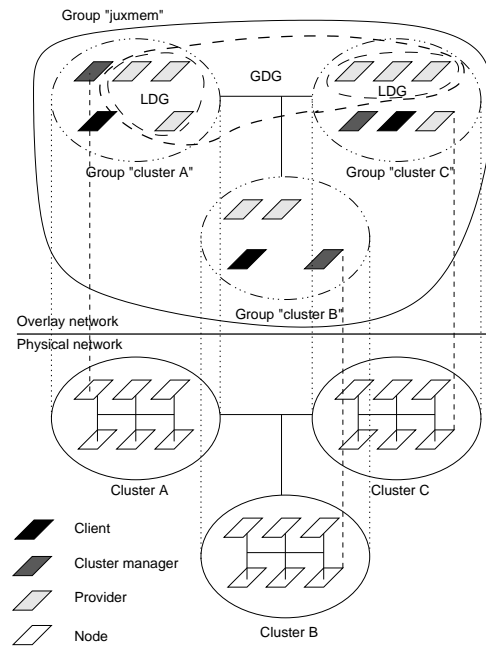 Group "juxmem"
GDG
LDG
LDG
Group "cluster A"
Group "cluster C"
Group "cluster B"
Overlay network
Physical network
Cluster A
Cluster C
Client
Cluster manager
Provider
Cluster B
Node